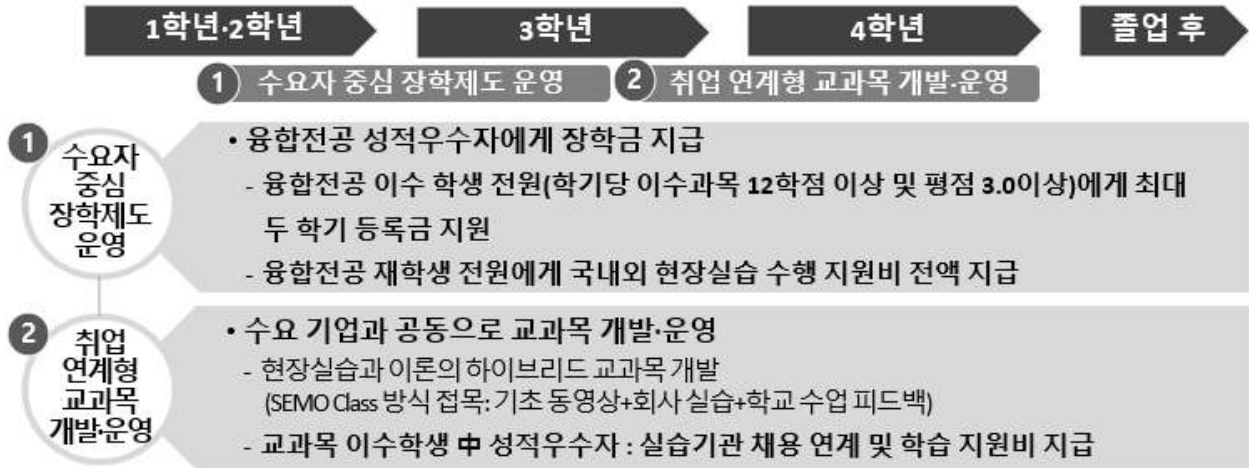 1학년·2학년
3학년
4학년
졸업 후
1 수요자 중심 장학제도 운영
2 취업 연계형 교과목 개발·운영
1
수요자
중심
장학제도
운영
• 융합전공 성적우수자에게 장학금 지급
- 융합전공 이수 학생 전원(학기당 이수과목 12학점 이상 및 평점 3.0이상)에게 최대
두 학기 등록금 지원
- 융합전공 재학생 전원에게 국내외 현장실습 수행 지원비 전액 지급
2
취업
연계형
교과목
개발·운영
• 수요 기업과 공동으로 교과목 개발·운영
- 현장실습과 이론의 하이브리드 교과목 개발
(SEMO Class 방식 접목: 기초 동영상+회사 실습+학교 수업 피드백)
- 교과목 이수학생 中 성적우수자 : 실습기관 채용 연계 및 학습 지원비 지급